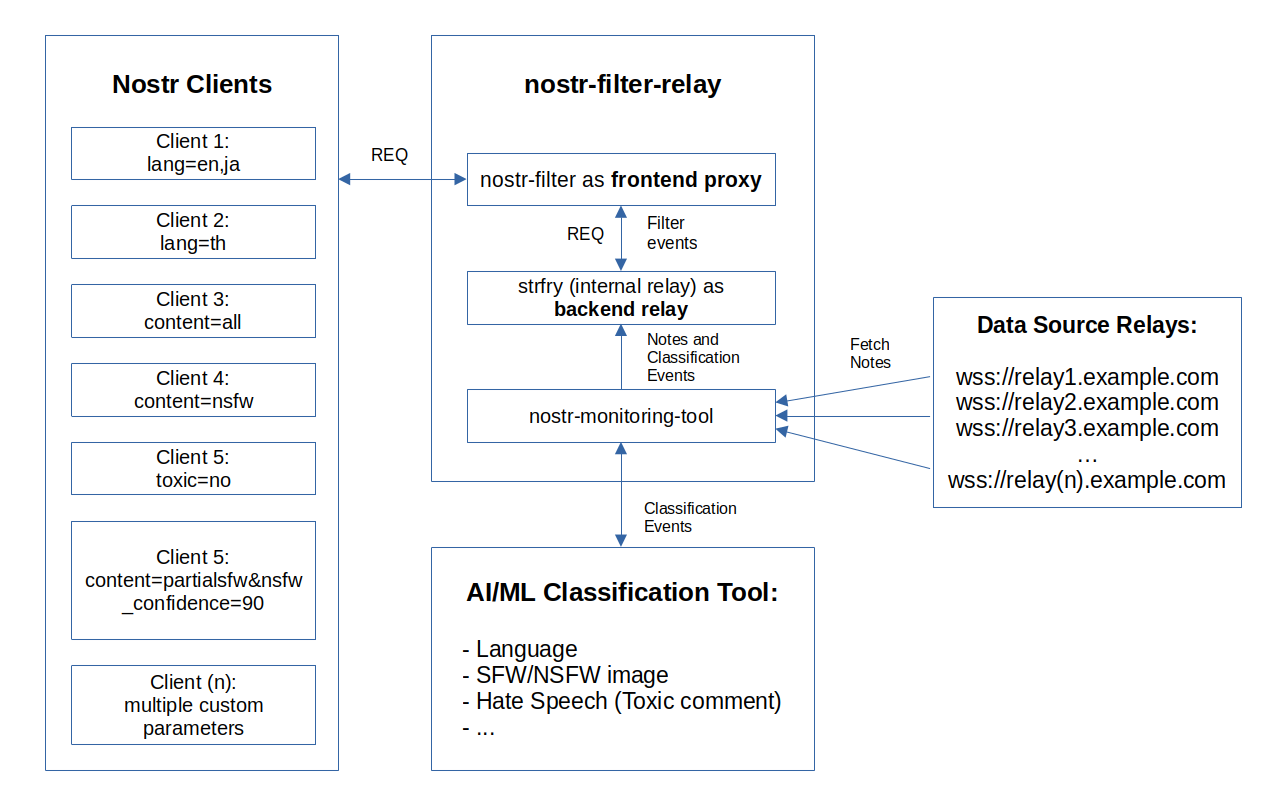 Nostr Clients
Client 1:
lang=en,ja
Client 2:
lang=th
Client 3:
content=all
Client 4:
content=nsfw
Client 5:
toxic=no
Client 5:
content=partialsfw&nsfw
_confidence=90
Client (n):
multiple custom
parameters
REQ
nostr-filter-relay
nostr-filter as frontend proxy
REQ
Filter
events
strfry (internal relay) as
backend relay
Notes and
Classification
Events
nostr-monitoring-tool
Classification
Events
AI/ML Classification Tool:
- Language
- SFW/NSFW image
- Hate Speech (Toxic comment)
- ...
Fetch
Notes
Data Source Relays:
wss://relay1.example.com
wss://relay2.example.com
wss://relay3.example.com
...
wss://relay(n).example.com